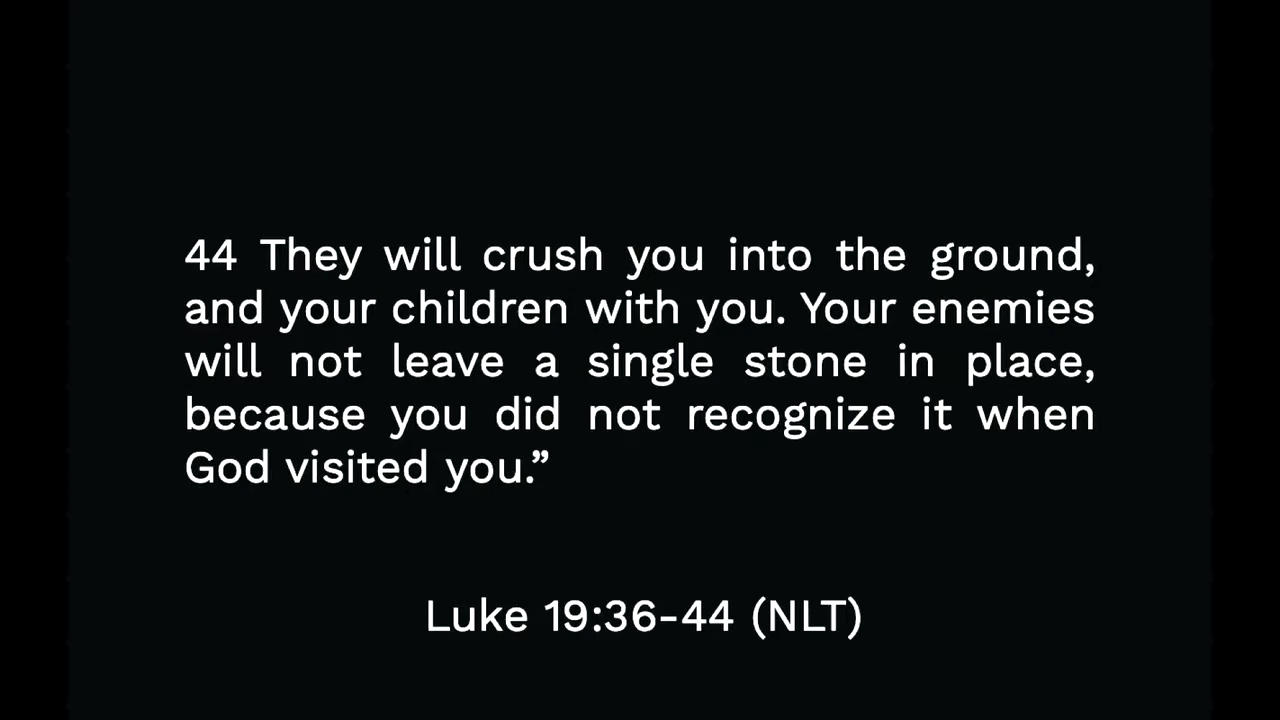 44 They will crush you into the ground,
and your children with you. Your enemies
will not leave a single stone in place,
because you did not recognize it when
God visited you.”
Luke 19:36-44 (NLT)